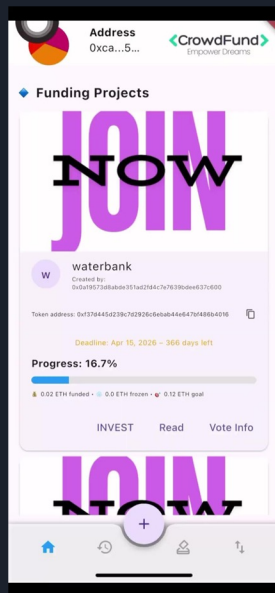 Address
0xca...5...
<CrowdFund>
Empower Dreams
Funding Projects
JOIN
NOW
W
waterbank
Created by:
0x0a19573d8abde351ad2fd4c7e7639bdee637c600
Token address: 0xf37d445d239c7d2926c6ebab44e647bf486b4016
Deadline: Apr 15, 2026 – 366 days left
Progress: 16.7%
0.02 ETH funded • 0.0 ETH frozen • 0.12 ETH goal
INVEST Read Vote Info
JOIN
NOW
+